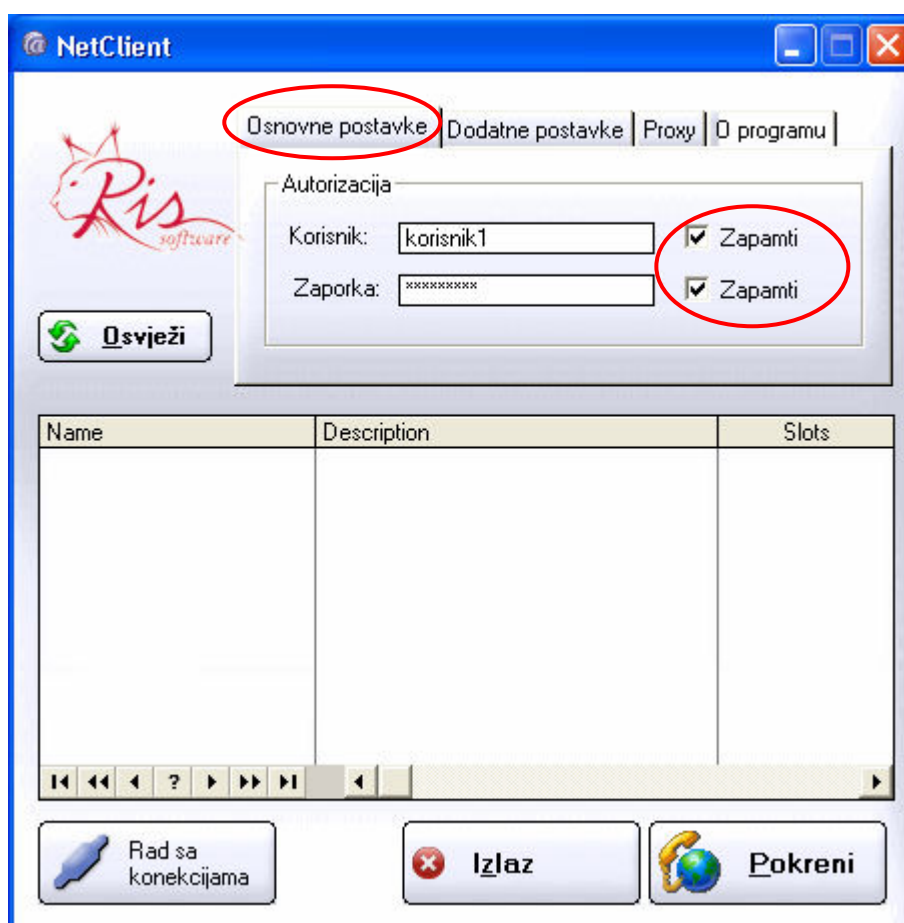 NetClient
Osnovne postavke Dodatne postavke Proxy O programu
Ris
software
Autorizacija
Korisnik: korisnik1 Zapamti
Zaporka: ********* Zapamti
Osvježi
Name Description Slots
?
Rad sa
konekcijama
Izlaz
Pokreni